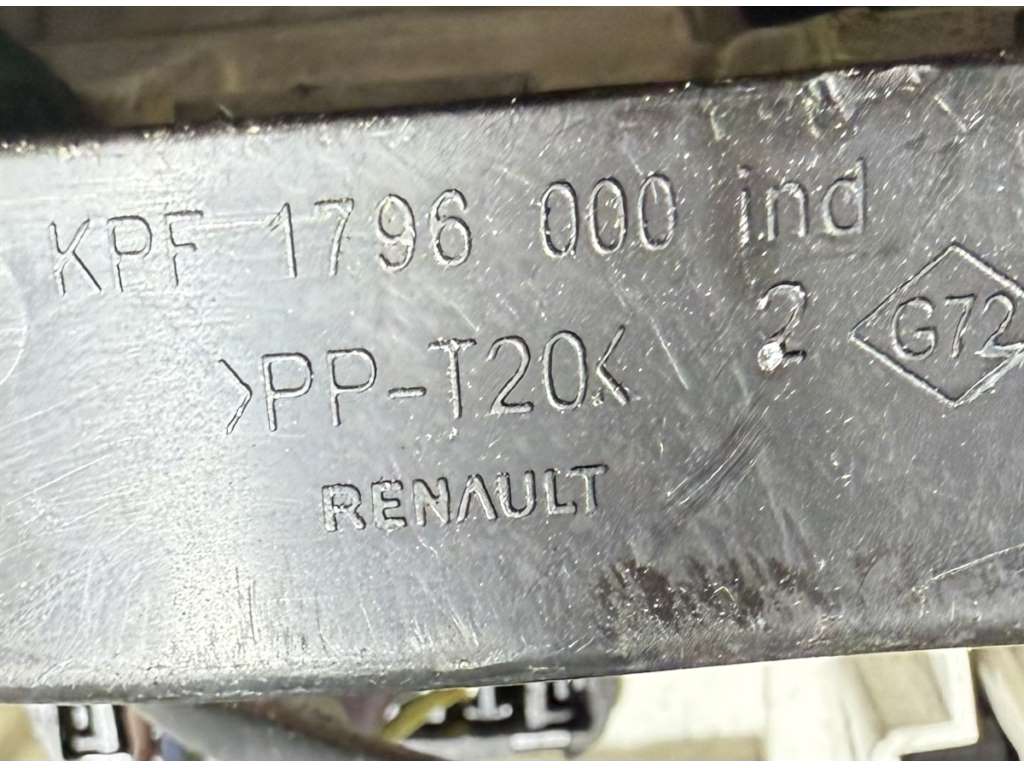 KPF 1796 000 ind
2
G72
>PP-T20<
RENAULT